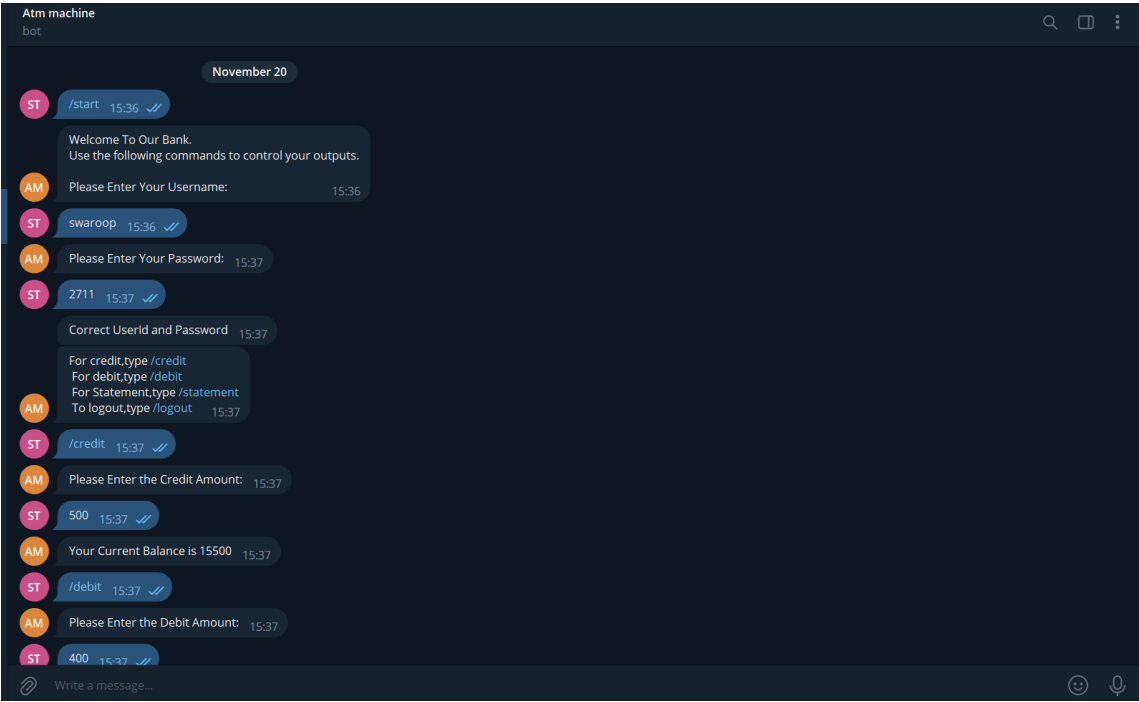 Atm machine
bot
November 20
ST
/start 15:36
Welcome To Our Bank.
Use the following commands to control your outputs.
Please Enter Your Username: 15:36
AM
ST
swaroop 15:36
AM
Please Enter Your Password: 15:37
ST
2711 15:37
Correct UserId and Password 15:37
For credit,type /credit
For debit,type /debit
For Statement,type /statement
To logout,type /logout 15:37
AM
ST
/credit 15:37
AM
Please Enter the Credit Amount: 15:37
ST
500 15:37
AM
Your Current Balance is 15500 15:37
ST
/debit 15:37
AM
Please Enter the Debit Amount: 15:37
ST
400 15:37
Write a message...